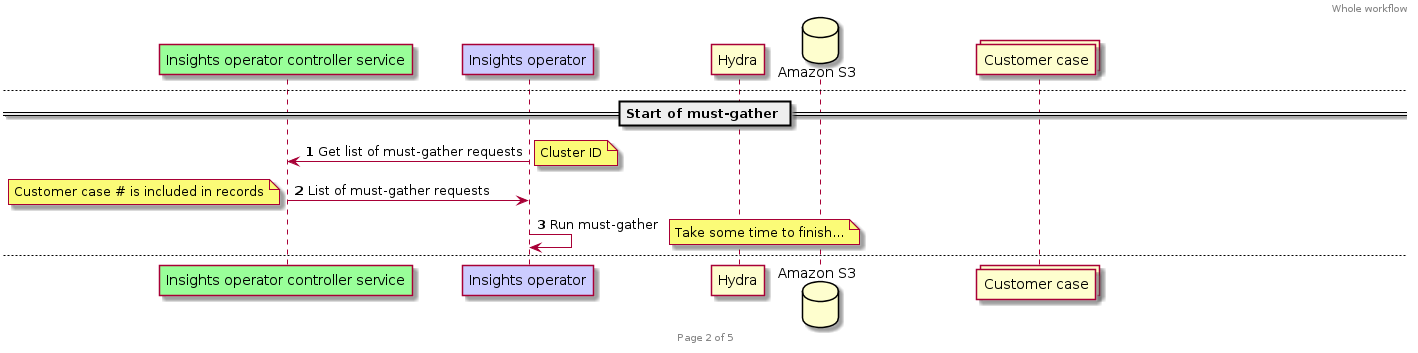 Whole workflow
Insights operator controller service
Insights operator
Hydra
Amazon S3
Customer case
Start of must-gather
1 Get list of must-gather requests
Cluster ID
Customer case # is included in records
2 List of must-gather requests
3 Run must-gather
Take some time to finish...
Insights operator controller service
Insights operator
Hydra
Amazon S3
Customer case
Page 2 of 5